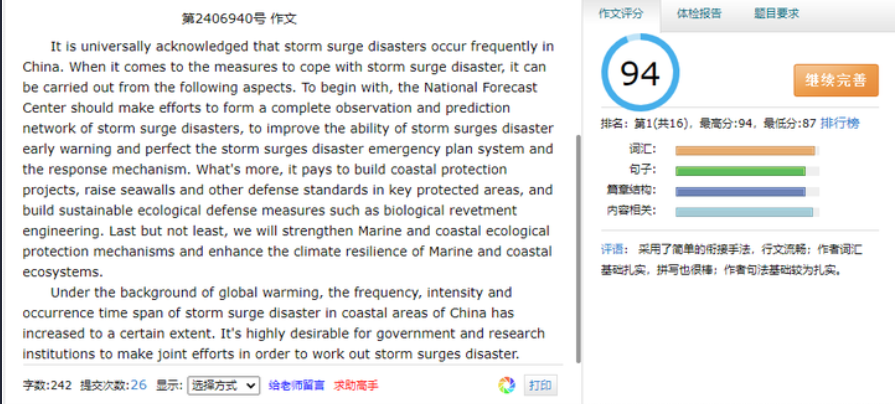 第2406940号 作文
It is universally acknowledged that storm surge disasters occur frequently in
China. When it comes to the measures to cope with storm surge disaster, it can
be carried out from the following aspects. To begin with, the National Forecast
Center should make efforts to form a complete observation and prediction
network of storm surge disasters, to improve the ability of storm surges disaster
early warning and perfect the storm surges disaster emergency plan system and
the response mechanism. What's more, it pays to build coastal protection
projects, raise seawalls and other defense standards in key protected areas, and
build sustainable ecological defense measures such as biological revetment
engineering. Last but not least, we will strengthen Marine and coastal ecological
protection mechanisms and enhance the climate resilience of Marine and coastal
ecosystems.
Under the background of global warming, the frequency, intensity and
occurrence time span of storm surge disaster in coastal areas of China has
increased to a certain extent. It's highly desirable for government and research
institutions to make joint efforts in order to work out storm surges disaster.
字数:242 提交次数:26 显示: 选择方式 给老师留言 求助高手 打印
作文评分 体检报告 题目要求
94
继续完善
排名：第1(共16)，最高分:94，最低分:87 排行榜
词汇：
句子：
篇章结构：
内容相关：
评语： 采用了简单的衔接手法，行文流畅；作者词汇
基础扎实，拼写也很棒；作者句法基础较为扎实。